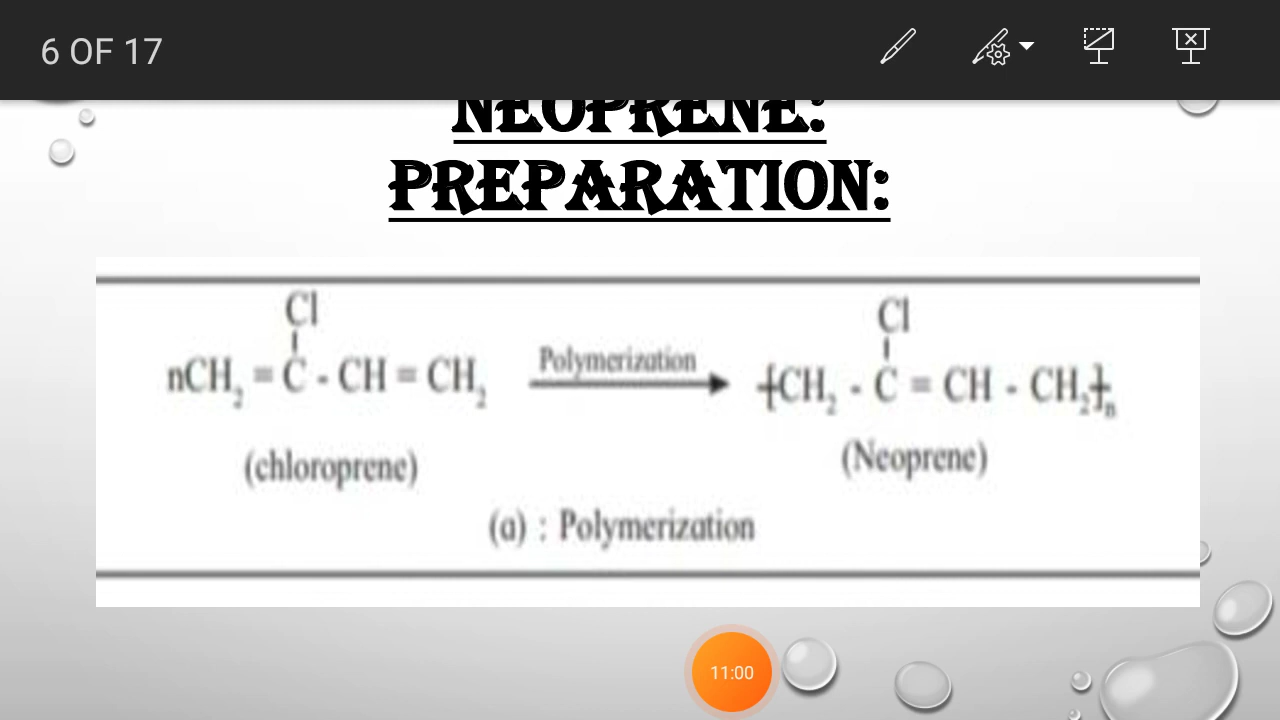 6 OF 17
NEOPRENE:
PREPARATION:
Cl
Cl
nCH₂ = C - CH = CH₂ Polymerization ⁅CH₂ - C = CH - CH₂⁆ₙ
(chloroprene) (Neoprene)
(a) : Polymerization
11:00